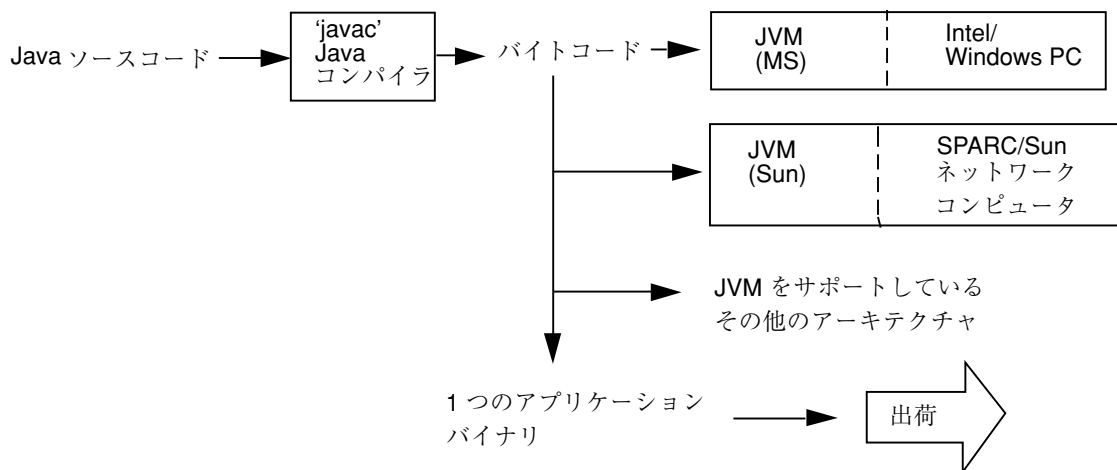 Java ソースコード
'javac'
Java
コンパイラ
バイトコード
JVM
(MS)
Intel/
Windows PC
JVM
(Sun)
SPARC/Sun
ネットワーク
コンピュータ
JVM をサポートしている
その他のアーキテクチャ
1 つのアプリケーション
バイナリ
出荷